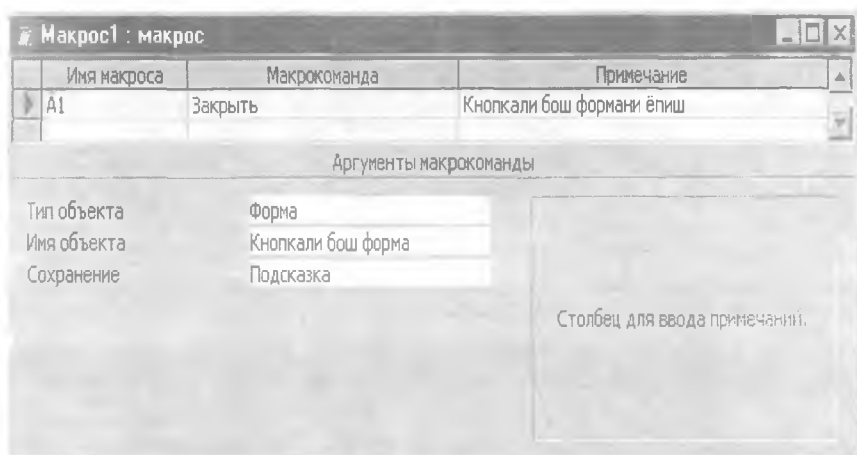 Макрос1 : макрос
Имя макроса Макрокоманда Примечание
А1 Закрыть Кнопкали бош формани ёпиш
Аргументы макрокоманды
Тип объекта Форма
Имя объекта Кнопкали бош форма
Сохранение Подсказка
Столбец для ввода примечаний.